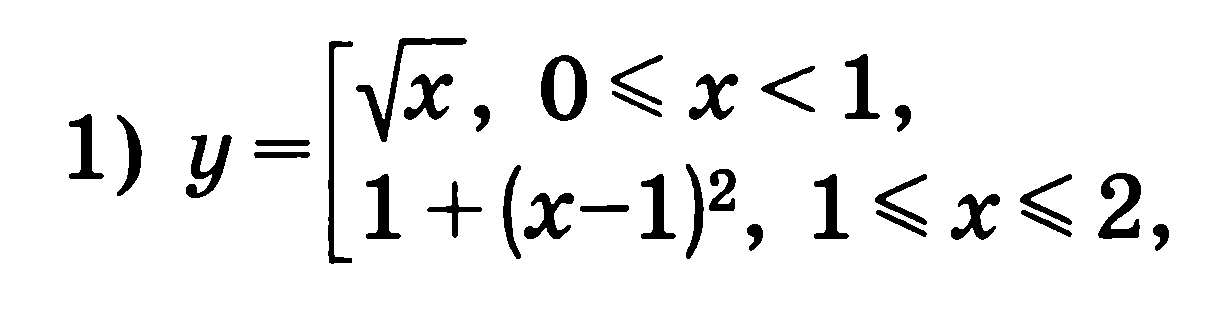 1) y = [ √x, 0 ⩽ x < 1,
1 + (x−1)², 1 ⩽ x ⩽ 2,